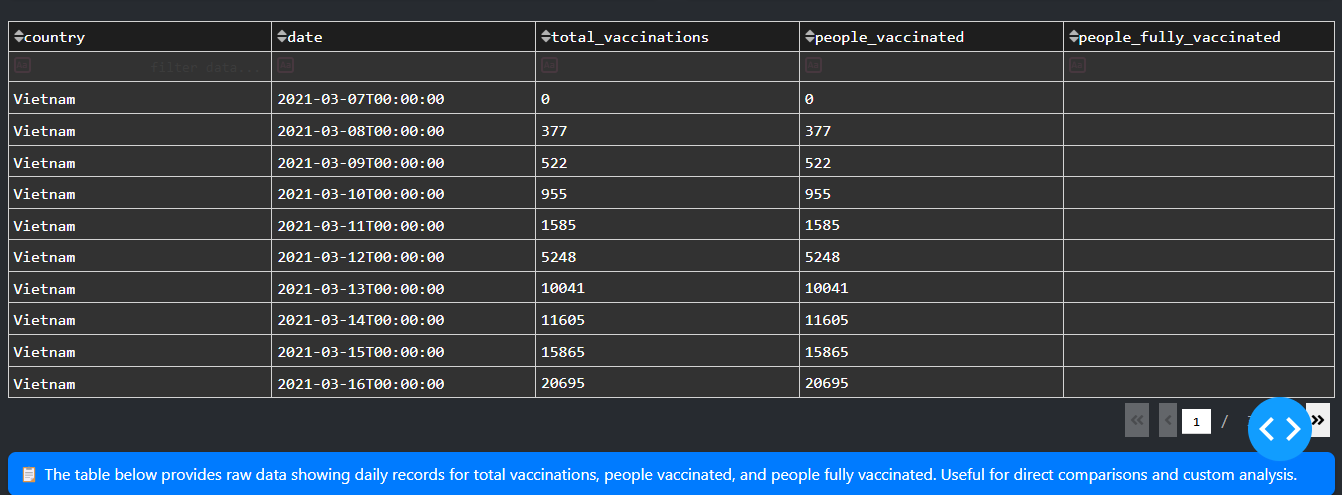 country date total_vaccinations people_vaccinated people_fully_vaccinated
Aa filter data... Aa Aa Aa Aa
Vietnam 2021-03-07T00:00:00 0 0
Vietnam 2021-03-08T00:00:00 377 377
Vietnam 2021-03-09T00:00:00 522 522
Vietnam 2021-03-10T00:00:00 955 955
Vietnam 2021-03-11T00:00:00 1585 1585
Vietnam 2021-03-12T00:00:00 5248 5248
Vietnam 2021-03-13T00:00:00 10041 10041
Vietnam 2021-03-14T00:00:00 11605 11605
Vietnam 2021-03-15T00:00:00 15865 15865
Vietnam 2021-03-16T00:00:00 20695 20695
« ‹ 1 / »
The table below provides raw data showing daily records for total vaccinations, people vaccinated, and people fully vaccinated. Useful for direct comparisons and custom analysis.